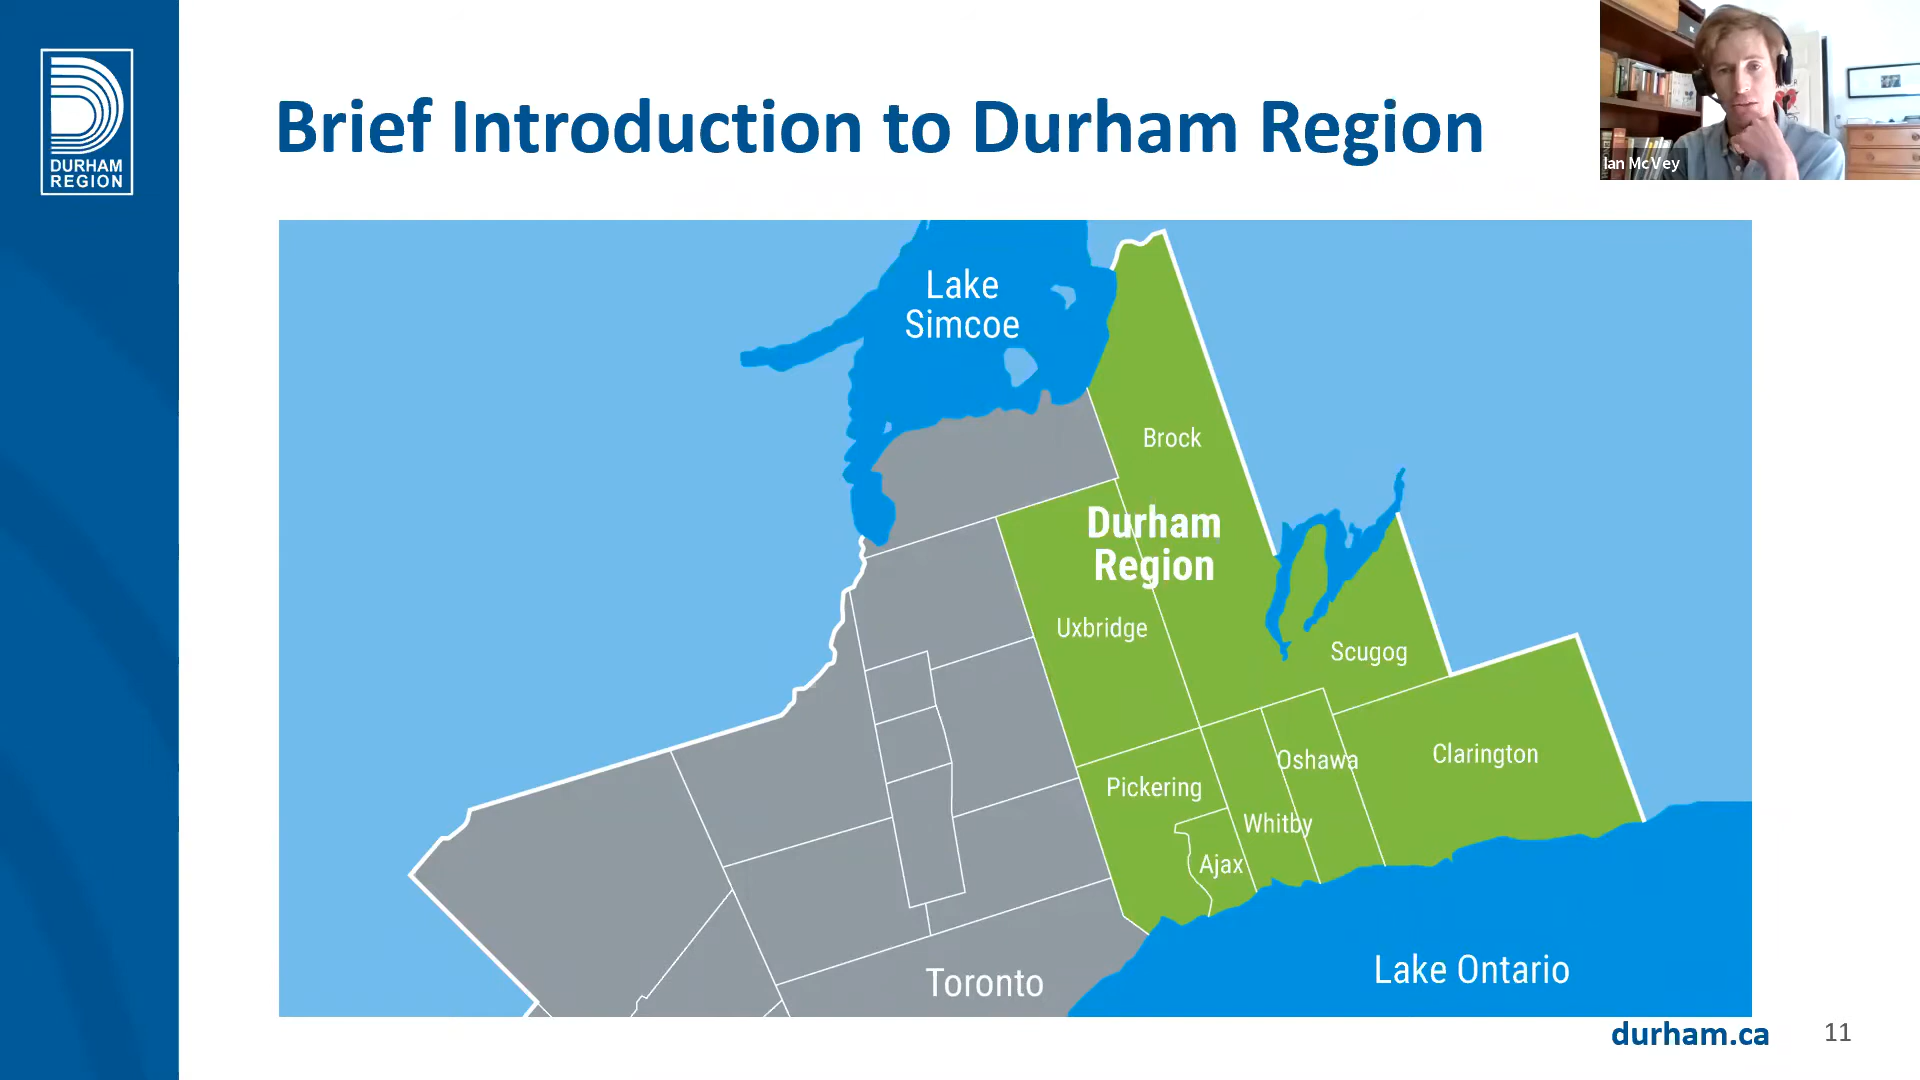 DURHAM
REGION
Brief Introduction to Durham Region
Ian McVey
Lake
Simcoe
Brock
Durham
Region
Uxbridge
Scugog
Oshawa
Clarington
Pickering
Whitby
Ajax
Toronto
Lake Ontario
durham.ca
11